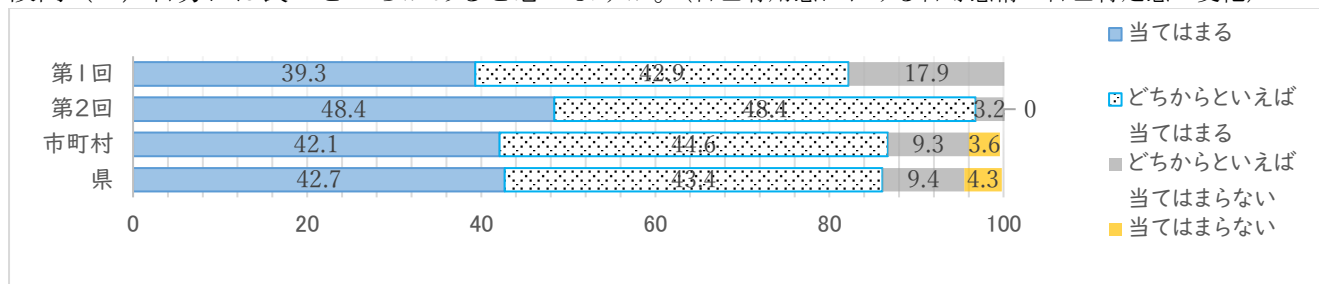 当てはまる
第1回 39.3 42.9 17.9
どちからといえば
第2回 48.4 48.4 3.2 0
当てはまる
市町村 42.1 44.6 9.3 3.6
どちからといえば
県 42.7 43.4 9.4 4.3
当てはまらない
0 20 40 60 80 100
当てはまらない